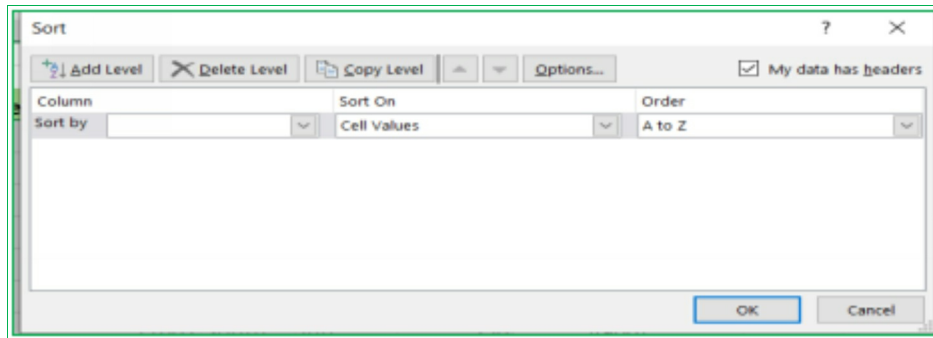 Sort ?
Add Level Delete Level Copy Level Options... My data has headers
Column Sort On Order
Sort by Cell Values A to Z
OK Cancel